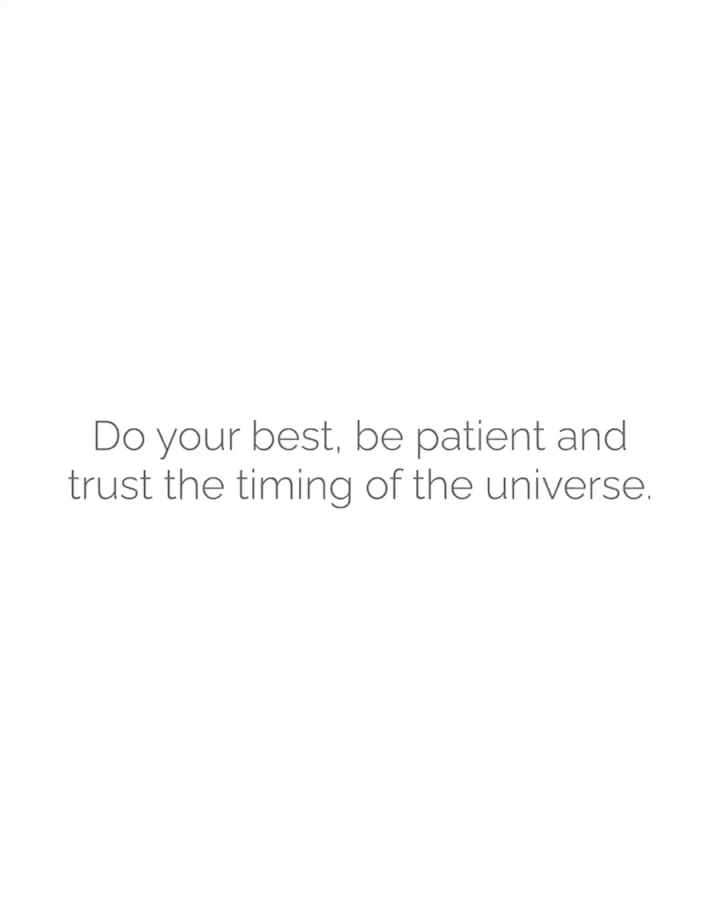 Do your best, be patient and
trust the timing of the universe.